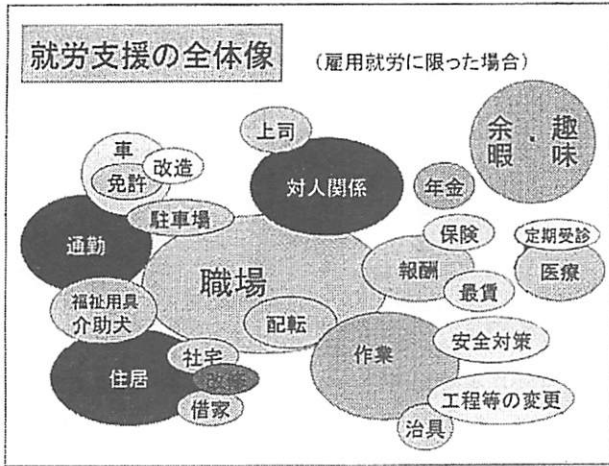 就労支援の全体像
(雇用就労に限った場合)
上司
余暇・趣味
車
改造
免許
対人関係
年金
駐車場
通勤
保険
定期受診
職場
報酬
医療
福祉用具
介助犬
最賃
配転
安全対策
社宅
作業
住居
工程等の変更
借家
治具